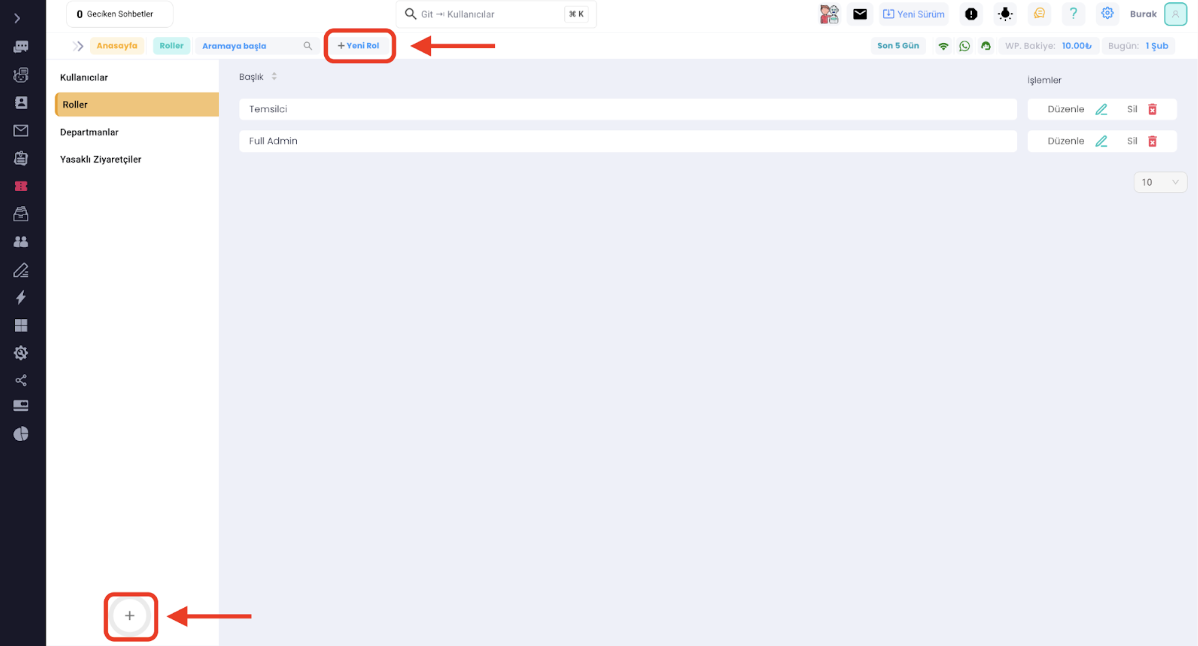 0 Geciken Sohbetler
Git ⇥ Kullanıcılar
⌘ K
Yeni Sürüm
?
Burak
Anasayfa
Roller
Aramaya başla
+ Yeni Rol
Son 5 Gün
WP. Bakiye: 10.00₺
Bugün: 1 Şub
Kullanıcılar
Roller
Departmanlar
Yasaklı Ziyaretçiler
Başlık
İşlemler
Temsilci
Düzenle
Sil
Full Admin
Düzenle
Sil
10
+